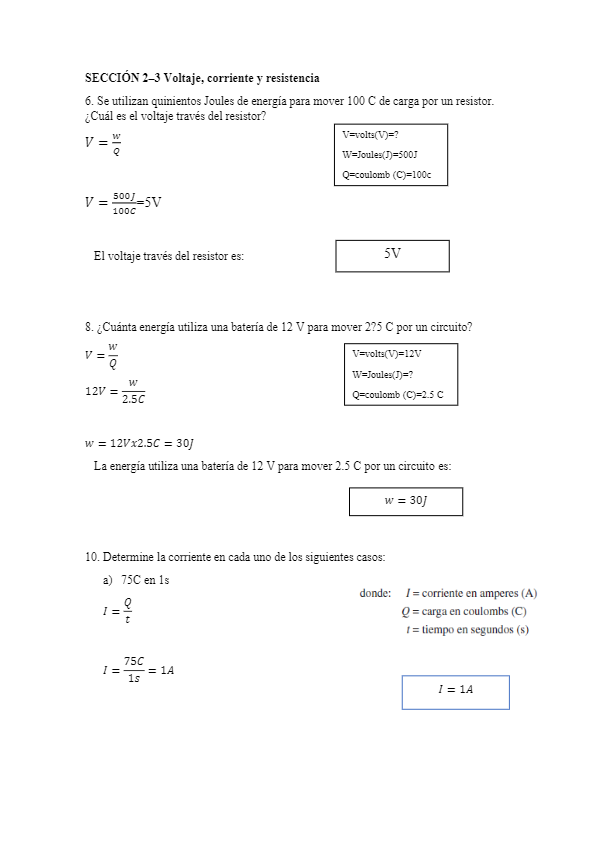 SECCIÓN 2–3 Voltaje, corriente y resistencia
6. Se utilizan quinientos Joules de energía para mover 100 C de carga por un resistor.
¿Cuál es el voltaje través del resistor?
V = w/Q
V=volts(V)=?
W=Joules(J)=500J
Q=coulomb (C)=100c
V = 500J/100C=5V
El voltaje través del resistor es:
5V
8. ¿Cuánta energía utiliza una batería de 12 V para mover 2?5 C por un circuito?
V = w/Q
12V = w/2.5C
V=volts(V)=12V
W=Joules(J)=?
Q=coulomb (C)=2.5 C
w = 12Vx2.5C = 30J
La energía utiliza una batería de 12 V para mover 2.5 C por un circuito es:
w = 30J
10. Determine la corriente en cada uno de los siguientes casos:
a) 75C en 1s
I = Q/t
donde: I = corriente en amperes (A)
Q = carga en coulombs (C)
t = tiempo en segundos (s)
I = 75C/1s = 1A
I = 1A